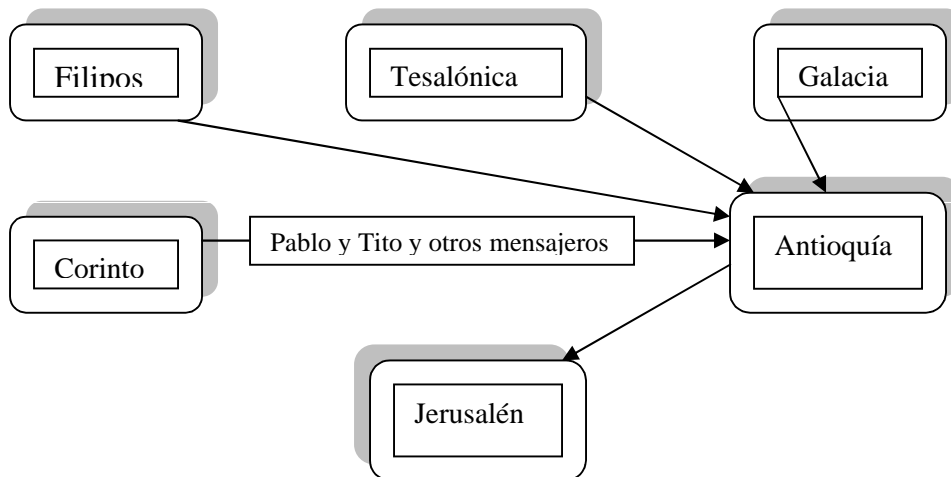 Filipos
Tesalónica
Galacia
Corinto
Pablo y Tito y otros mensajeros
Antioquía
Jerusalén